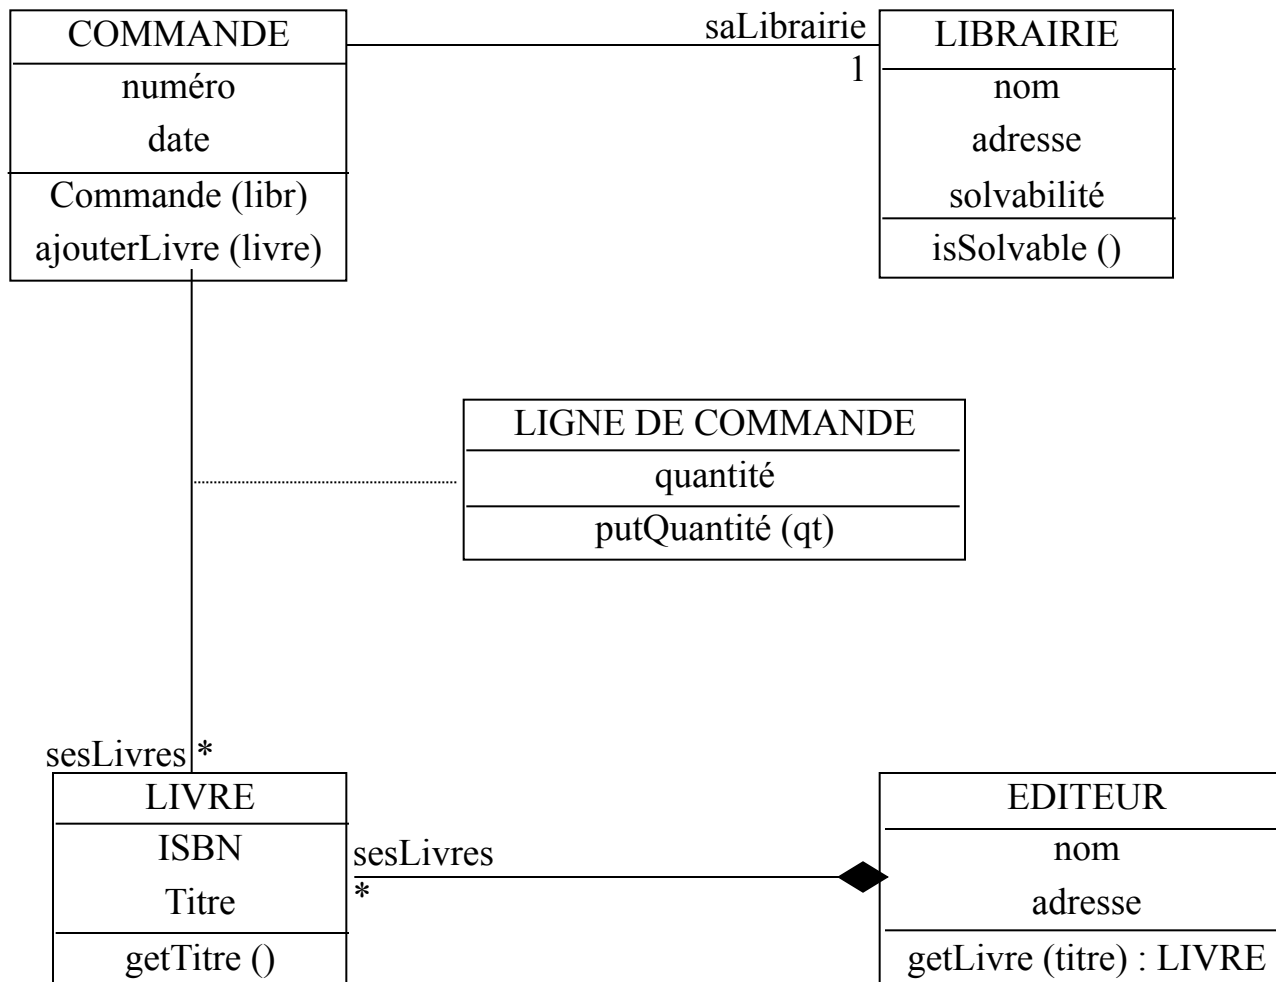 COMMANDE
numéro
date
Commande (libr)
ajouterLivre (livre)
saLibrairie
1
LIBRAIRIE
nom
adresse
solvabilité
isSolvable ()
LIGNE DE COMMANDE
quantité
putQuantité (qt)
sesLivres *
LIVRE
ISBN
Titre
getTitre ()
sesLivres
*
EDITEUR
nom
adresse
getLivre (titre) : LIVRE